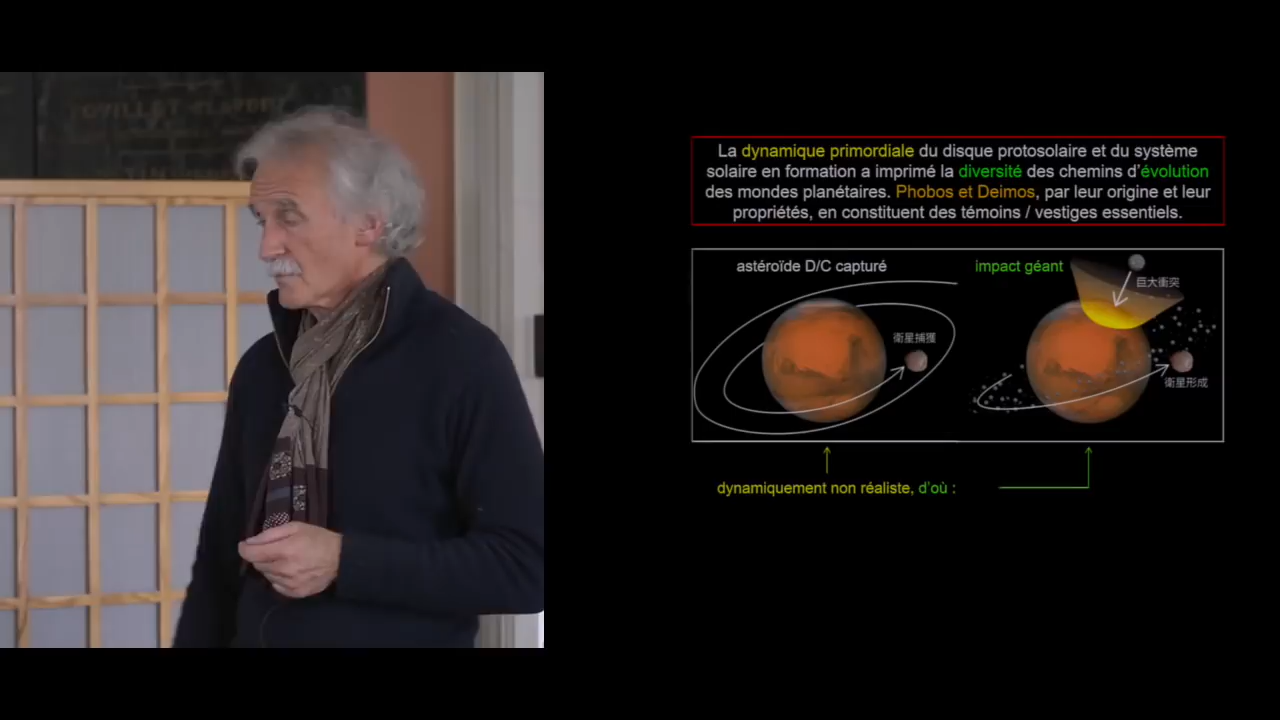 La dynamique primordiale du disque protosolaire et du système
solaire en formation a imprimé la diversité des chemins d'évolution
des mondes planétaires. Phobos et Deimos, par leur origine et leur
propriétés, en constituent des témoins / vestiges essentiels.
astéroïde D/C capturé
impact géant
巨大衝突
衛星捕獲
衛星形成
dynamiquement non réaliste, d'où :